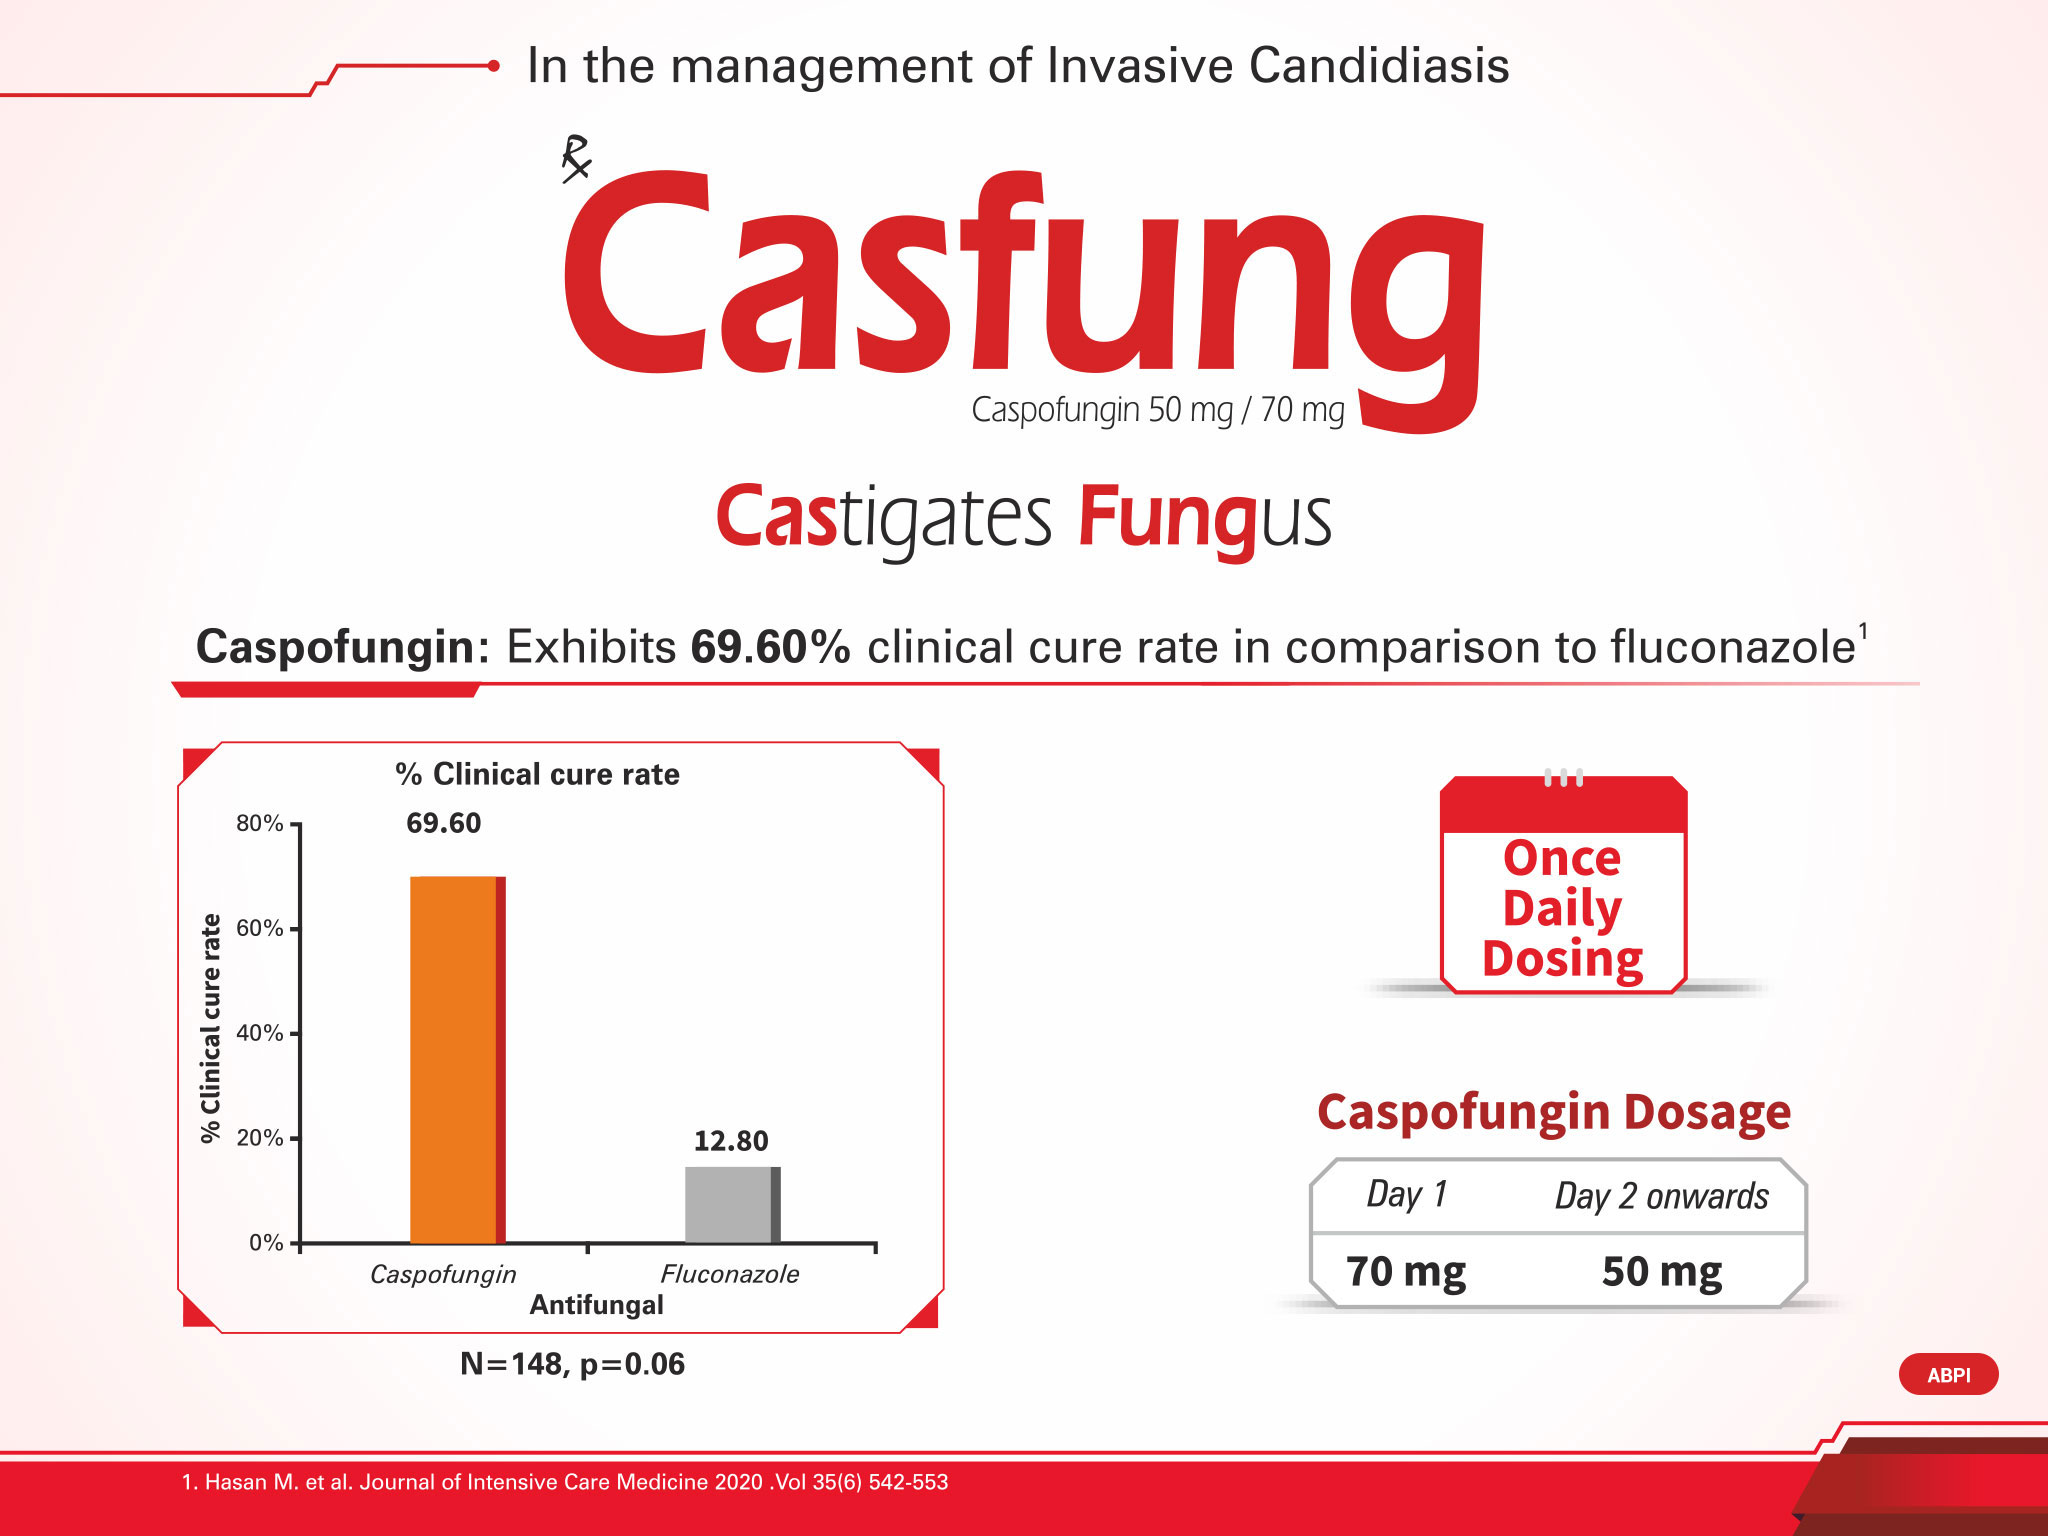 In the management of Invasive Candidiasis
℞
Casfung
Caspofungin 50 mg / 70 mg
Castigates Fungus
Caspofungin: Exhibits 69.60% clinical cure rate in comparison to fluconazole¹
% Clinical cure rate
% Clinical cure rate
80%
60%
40%
20%
0%
69.60
12.80
Caspofungin Fluconazole
Antifungal
N=148, p=0.06
Once
Daily
Dosing
Caspofungin Dosage
Day 1 Day 2 onwards
70 mg 50 mg
ABPI
1. Hasan M. et al. Journal of Intensive Care Medicine 2020 .Vol 35(6) 542-553